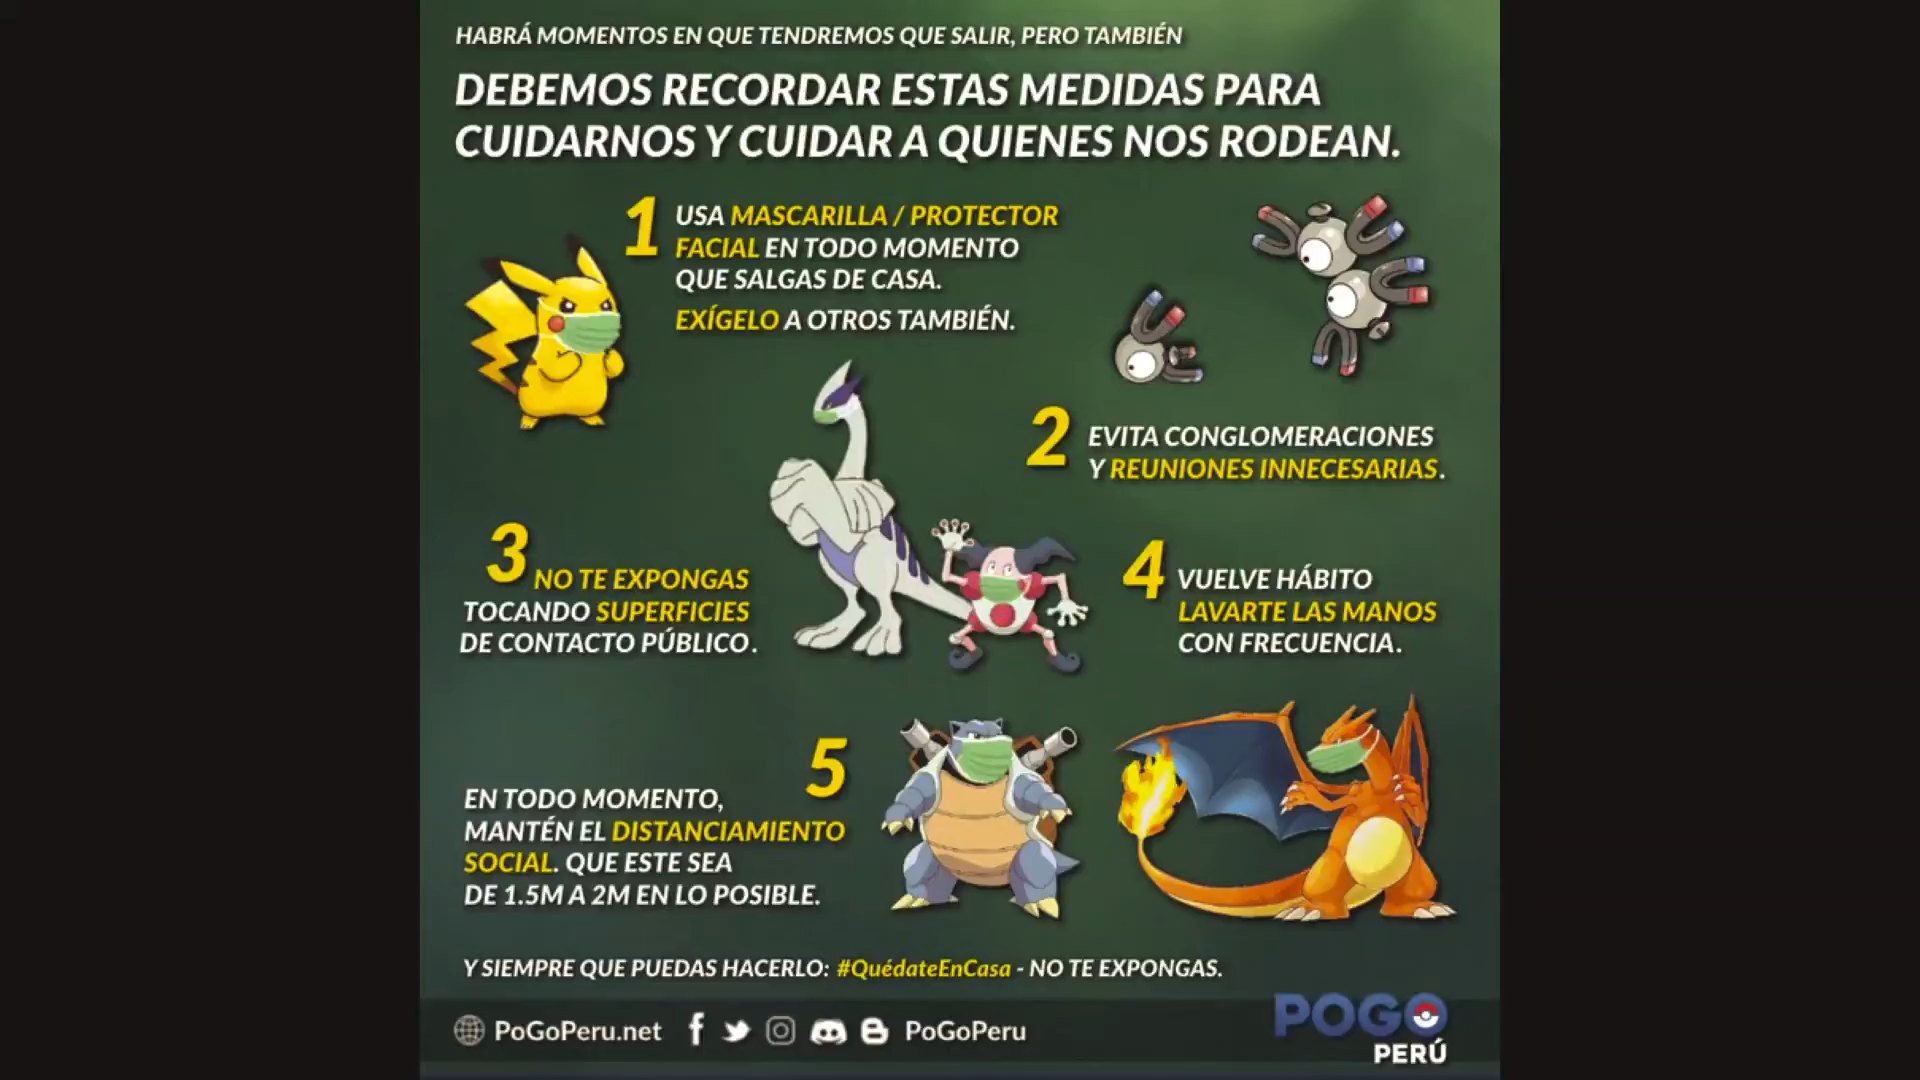 HABRÁ MOMENTOS EN QUE TENDREMOS QUE SALIR, PERO TAMBIÉN
DEBEMOS RECORDAR ESTAS MEDIDAS PARA
CUIDARNOS Y CUIDAR A QUIENES NOS RODEAN.
1
USA MASCARILLA / PROTECTOR
FACIAL EN TODO MOMENTO
QUE SALGAS DE CASA.
EXÍGELO A OTROS TAMBIÉN.
2
EVITA CONGLOMERACIONES
Y REUNIONES INNECESARIAS.
3
NO TE EXPONGAS
TOCANDO SUPERFICIES
DE CONTACTO PÚBLICO.
4
VUELVE HÁBITO
LAVARTE LAS MANOS
CON FRECUENCIA.
5
EN TODO MOMENTO,
MANTÉN EL DISTANCIAMIENTO
SOCIAL. QUE ESTE SEA
DE 1.5M A 2M EN LO POSIBLE.
Y SIEMPRE QUE PUEDAS HACERLO: #QuédateEnCasa - NO TE EXPONGAS.
PoGoPeru.net
PoGoPeru
POGO
PERÚ